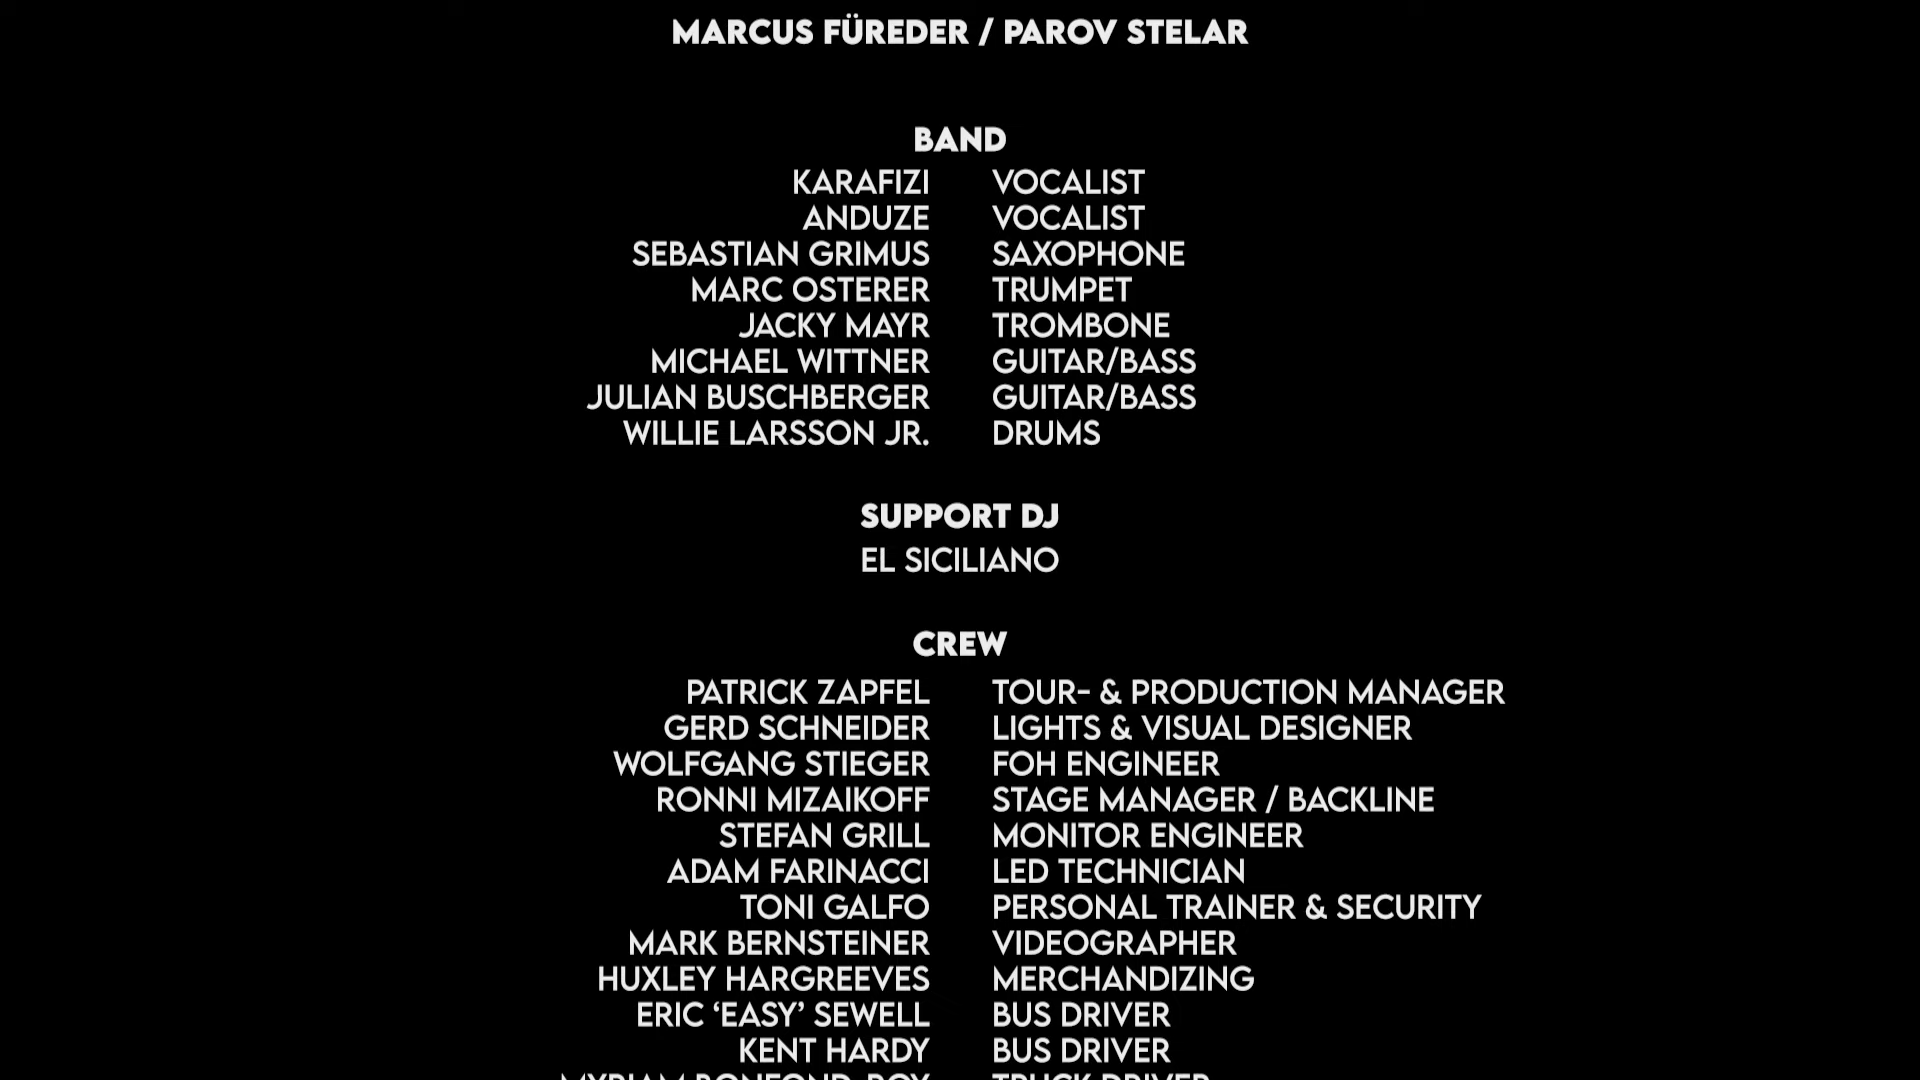 MARCUS FÜREDER / PAROV STELAR
BAND
KARAFIZI VOCALIST
ANDUZE VOCALIST
SEBASTIAN GRIMUS SAXOPHONE
MARC OSTERER TRUMPET
JACKY MAYR TROMBONE
MICHAEL WITTNER GUITAR/BASS
JULIAN BUSCHBERGER GUITAR/BASS
WILLIE LARSSON JR. DRUMS
SUPPORT DJ
EL SICILIANO
CREW
PATRICK ZAPFEL TOUR- & PRODUCTION MANAGER
GERD SCHNEIDER LIGHTS & VISUAL DESIGNER
WOLFGANG STIEGER FOH ENGINEER
RONNI MIZAIKOFF STAGE MANAGER / BACKLINE
STEFAN GRILL MONITOR ENGINEER
ADAM FARINACCI LED TECHNICIAN
TONI GALFO PERSONAL TRAINER & SECURITY
MARK BERNSTEINER VIDEOGRAPHER
HUXLEY HARGREEVES MERCHANDIZING
ERIC ‘EASY’ SEWELL BUS DRIVER
KENT HARDY BUS DRIVER
TRUCK DRIVER